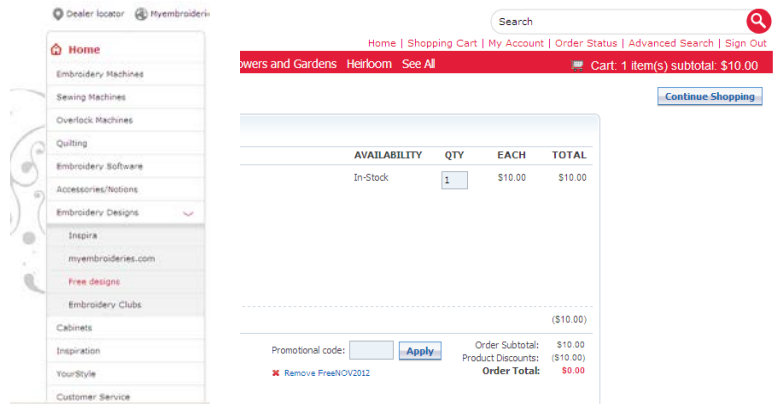 Dealer locator Myembroideri
Home
Embroidery Machines
Sewing Machines
Overlock Machines
Quilting
Embroidery Software
Accessories/Notions
Embroidery Designs
Inspira
myembroideries.com
Free designs
Embroidery Clubs
Cabinets
Inspiration
YourStyle
Customer Service
Search
Home | Shopping Cart | My Account | Order Status | Advanced Search | Sign Out
owers and Gardens Heirloom See All Cart: 1 item(s) subtotal: $10.00
Continue Shopping
AVAILABILITY QTY EACH TOTAL
In-Stock 1 $10.00 $10.00
($10.00)
Promotional code: Apply Order Subtotal: $10.00
Product Discounts: ($10.00)
Remove FreeNOV2012 Order Total: $0.00